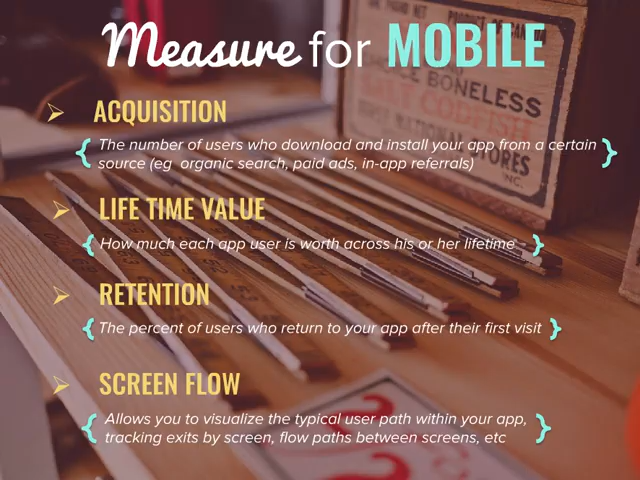 Measure for MOBILE
ACQUISITION
The number of users who download and install your app from a certain
source (eg organic search, paid ads, in-app referrals)
LIFE TIME VALUE
How much each app user is worth across his or her lifetime
RETENTION
The percent of users who return to your app after their first visit
SCREEN FLOW
Allows you to visualize the typical user path within your app,
tracking exits by screen, flow paths between screens, etc
BONELESS
SALT CODFISH
STORES
INC.